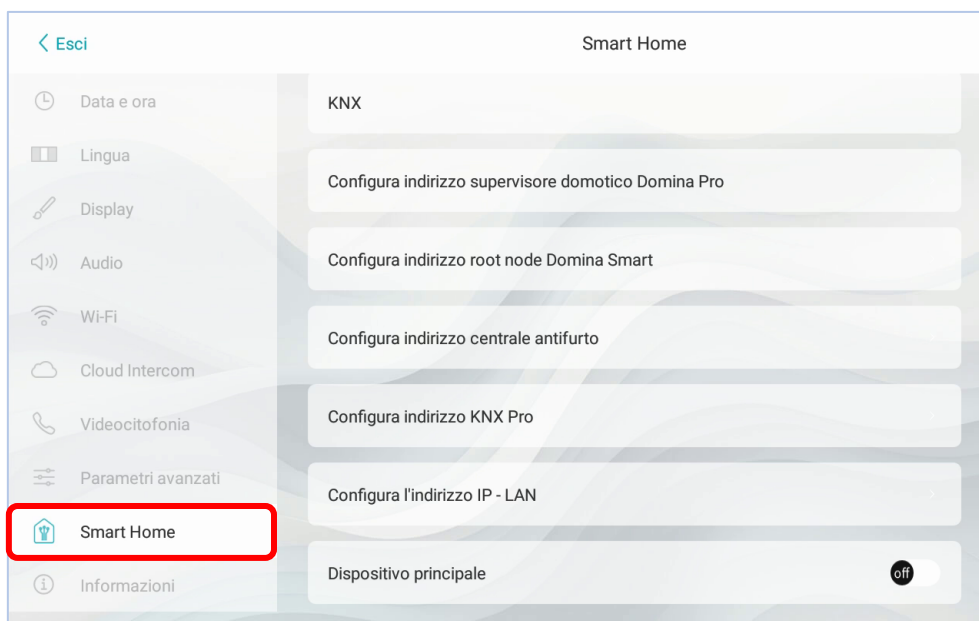 Esci
Smart Home
Data e ora
Lingua
Display
Audio
Wi-Fi
Cloud Intercom
Videocitofonia
Parametri avanzati
Smart Home
Informazioni
KNX
Configura indirizzo supervisore domotico Domina Pro
Configura indirizzo root node Domina Smart
Configura indirizzo centrale antifurto
Configura indirizzo KNX Pro
Configura l'indirizzo IP - LAN
Dispositivo principale
off